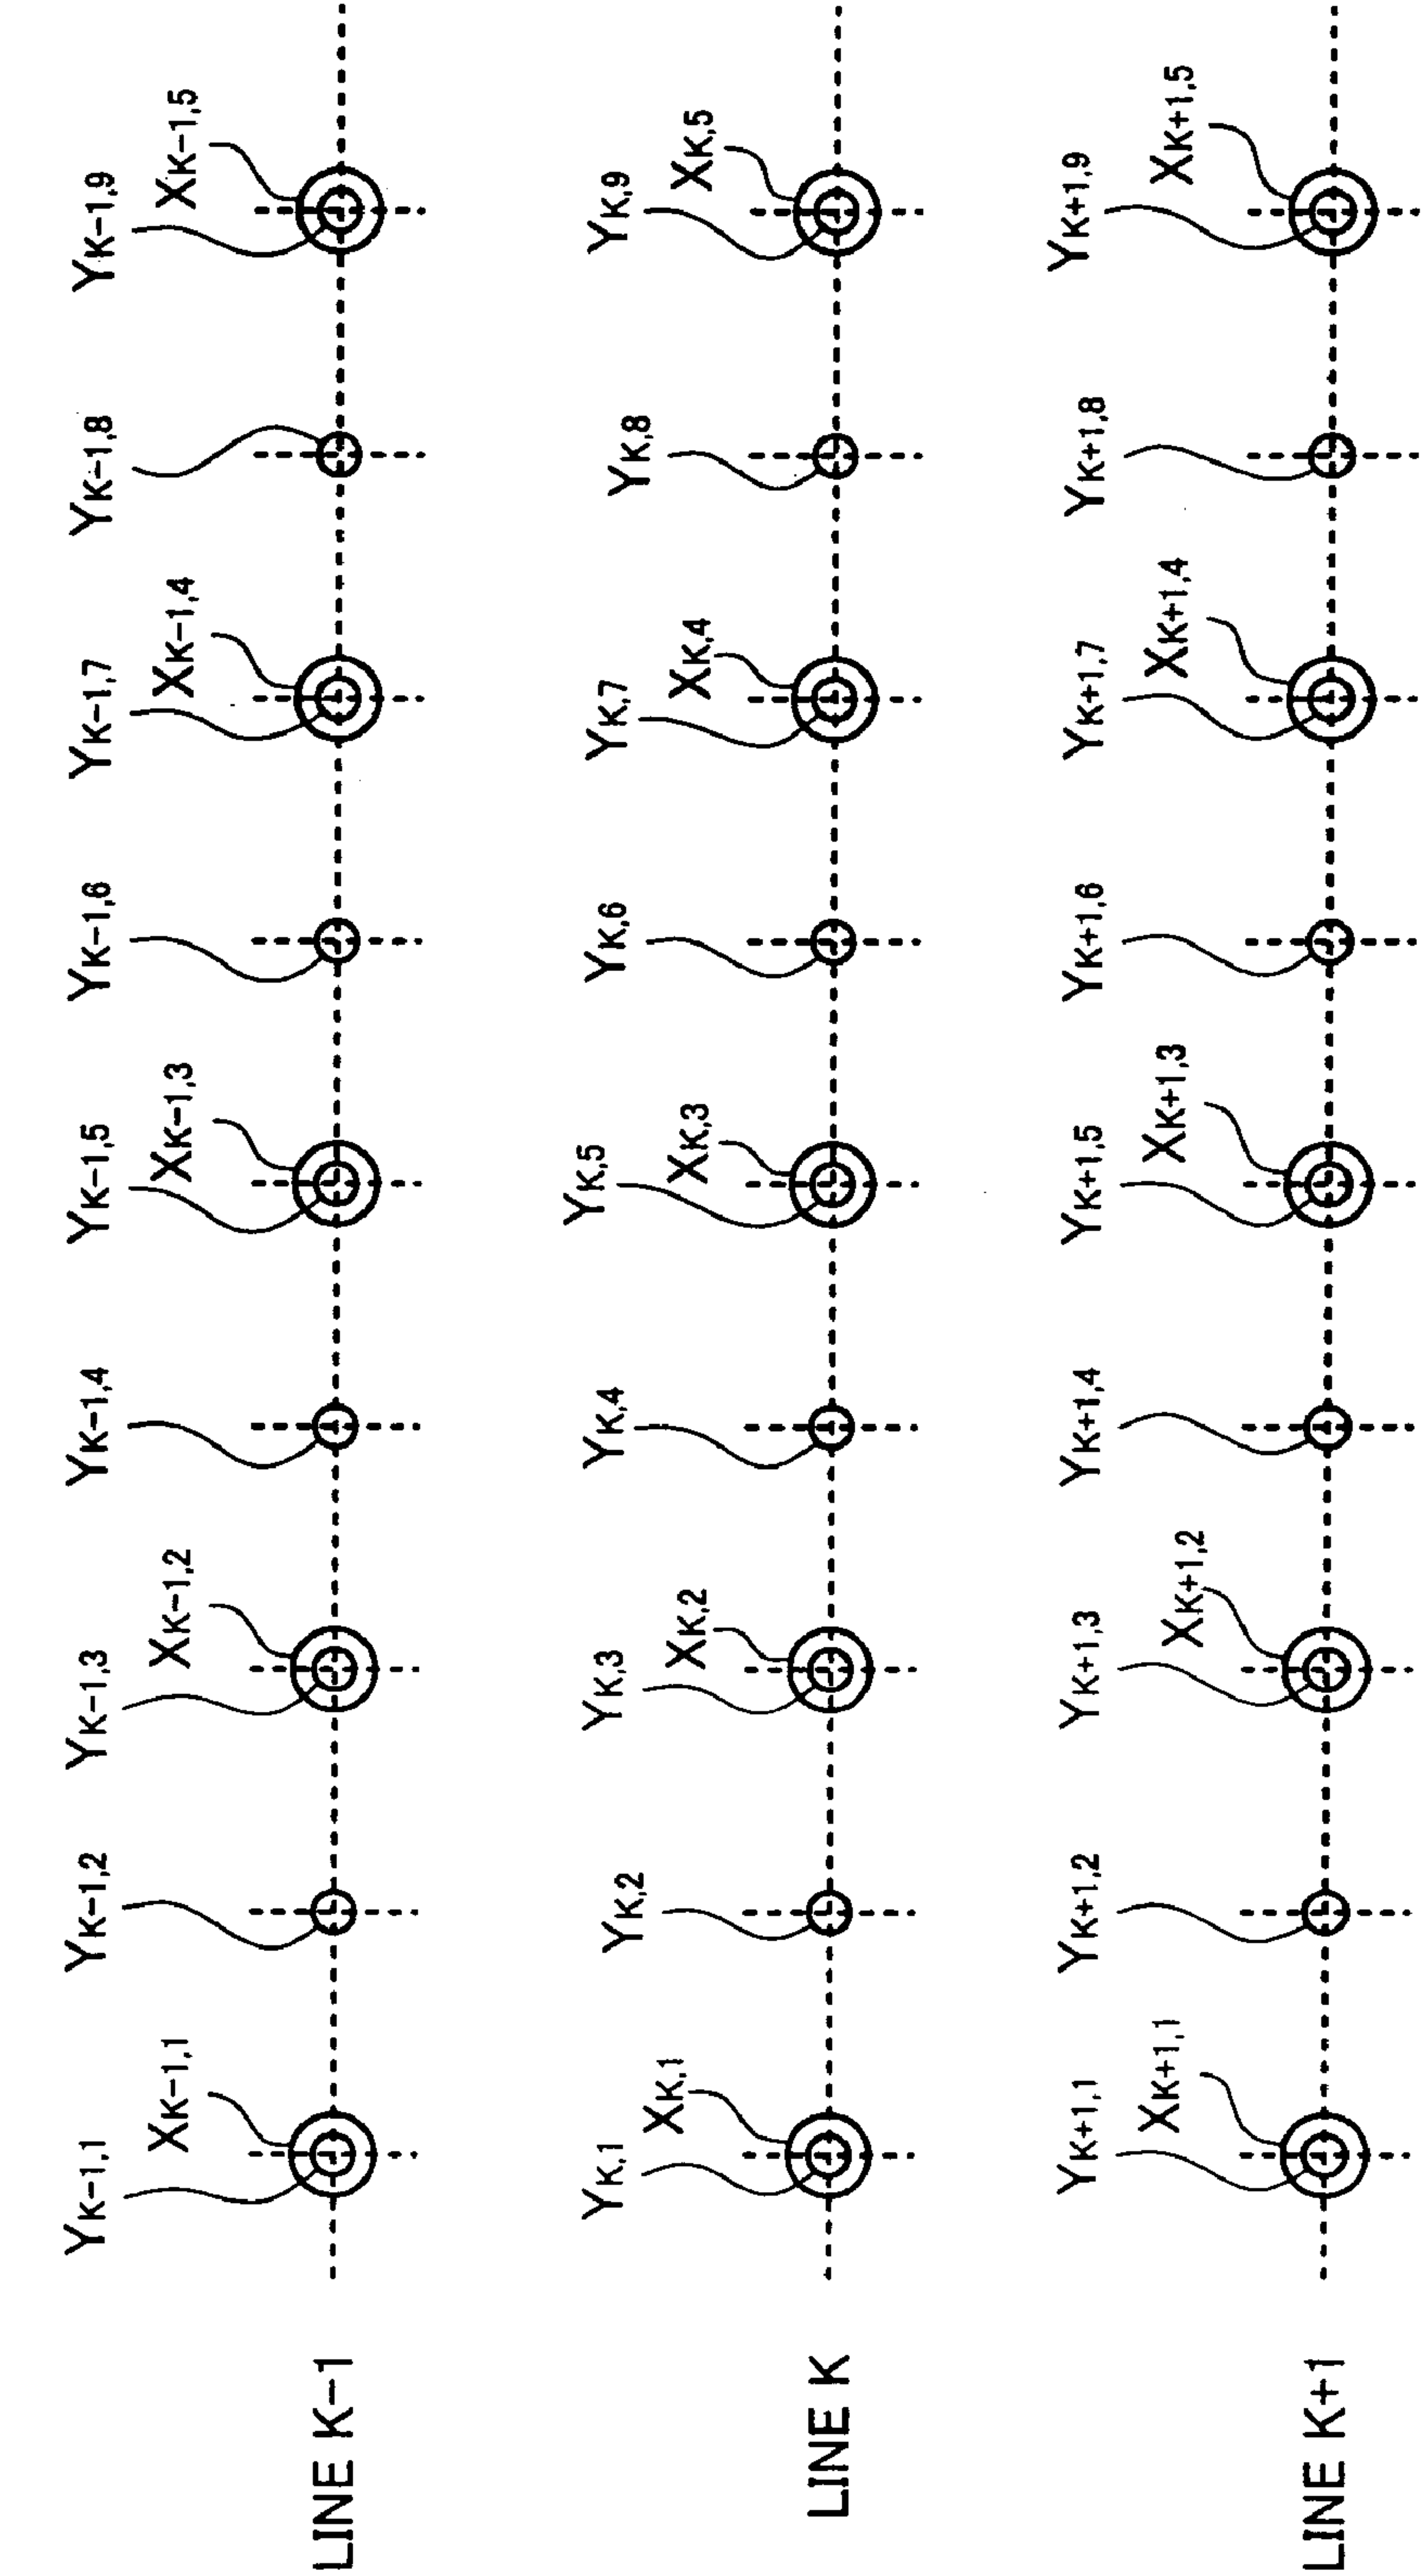 YK-1,1 YK-1,2 YK-1,3 YK-1,4 YK-1,5 YK-1,6 YK-1,7 YK-1,8 YK-1,9
XK-1,1 XK-1,2 XK-1,3 XK-1,4 XK-1,5
LINE K-1
YK,1 YK,2 YK,3 YK,4 YK,5 YK,6 YK,7 YK,8 YK,9
XK,1 XK,2 XK,3 XK,4 XK,5
LINE K
YK+1,1 YK+1,2 YK+1,3 YK+1,4 YK+1,5 YK+1,6 YK+1,7 YK+1,8 YK+1,9
XK+1,1 XK+1,2 XK+1,3 XK+1,4 XK+1,5
LINE K+1